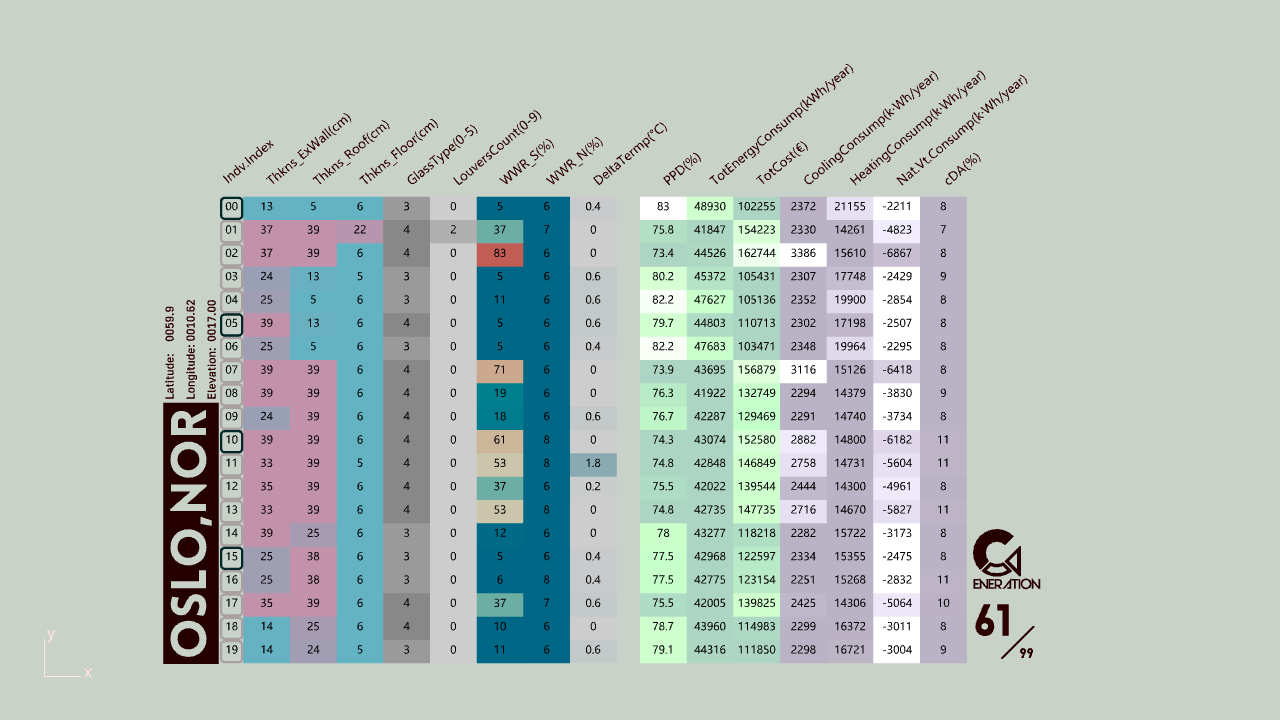 Indv.Index Thkns_ExWall(cm) Thkns_Roof(cm) Thkns_Floor(cm) GlassType(0-5) LouversCount(0-9) WWR_S(%) WWR_N(%) DeltaTermp(°C) PPD(%) TotEnergyConsump(kWh/year) TotCost(€) CoolingConsump(k·Wh/year) HeatingConsump(k·Wh/year) Nat.Vt.Consump(k·Wh/year) cDA(%)
00 13 5 6 3 0 5 6 0.4 83 48930 102255 2372 21155 -2211 8
01 37 39 22 4 2 37 7 0 75.8 41847 154223 2330 14261 -4823 7
02 37 39 6 4 0 83 6 0 73.4 44526 162744 3386 15610 -6867 8
03 24 13 5 3 0 5 6 0.6 80.2 45372 105431 2307 17748 -2429 9
04 25 5 6 3 0 11 6 0.6 82.2 47627 105136 2352 19900 -2854 8
05 39 13 6 4 0 5 6 0.6 79.7 44803 110713 2302 17198 -2507 8
06 25 5 6 3 0 5 6 0.4 82.2 47683 103471 2348 19964 -2295 8
07 39 39 6 4 0 71 6 0 73.9 43695 156879 3116 15126 -6418 8
08 39 39 6 4 0 19 6 0 76.3 41922 132749 2294 14379 -3830 9
09 24 39 6 4 0 18 6 0.6 76.7 42287 129469 2291 14740 -3734 8
10 39 39 6 4 0 61 8 0 74.3 43074 152580 2882 14800 -6182 11
11 33 39 5 4 0 53 8 1.8 74.8 42848 146849 2758 14731 -5604 11
12 35 39 6 4 0 37 6 0.2 75.5 42022 139544 2444 14300 -4961 8
13 33 39 6 4 0 53 8 0 74.8 42735 147735 2716 14670 -5827 11
14 39 25 6 3 0 12 6 0 78 43277 118218 2282 15722 -3173 8
15 25 38 6 3 0 5 6 0.4 77.5 42968 122597 2334 15355 -2475 8
16 25 38 6 3 0 6 8 0.4 77.5 42775 123154 2251 15268 -2832 11
17 35 39 6 4 0 37 7 0.6 75.5 42005 139825 2425 14306 -5064 10
18 14 25 6 4 0 10 6 0 78.7 43960 114983 2299 16372 -3011 8
19 14 24 5 3 0 11 6 0.6 79.1 44316 111850 2298 16721 -3004 9
Latitude: 0059.9
Longitude: 0010.62
Elevation: 0017.00
OSLO,NOR
GENERATION
61/99
y
x